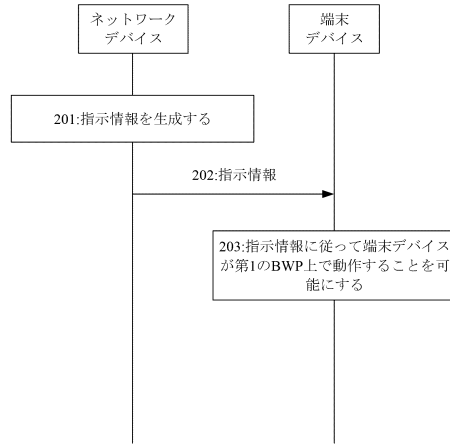 ネットワーク
デバイス
端末
デバイス
201:指示情報を生成する
202:指示情報
203:指示情報に従って端末デバイス
が第1のBWP上で動作することを可
能にする